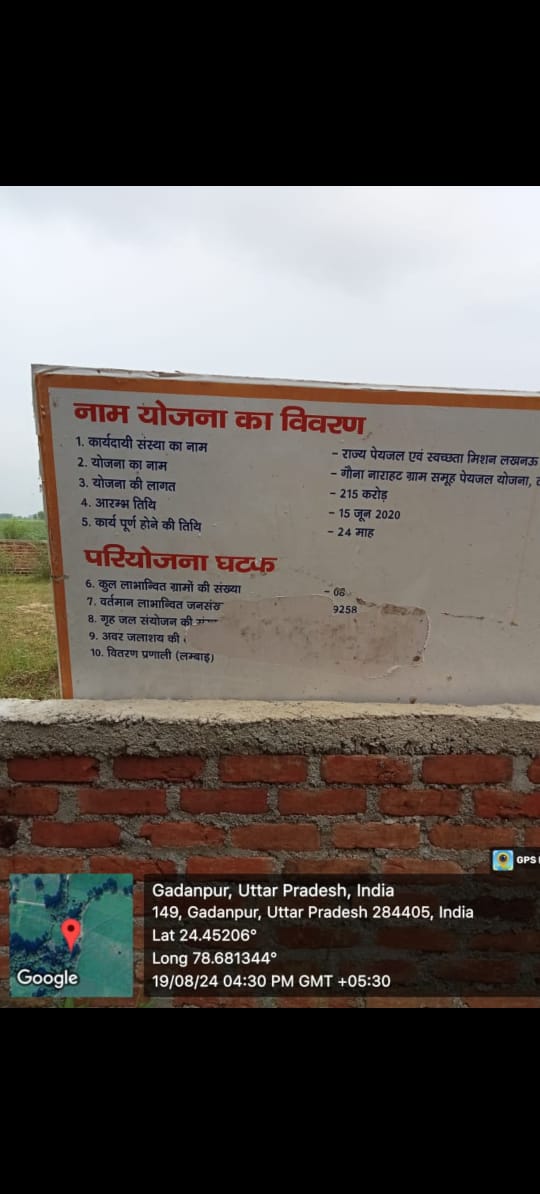 नाम योजना का विवरण
1. कार्यदायी संस्था का नाम - राज्य पेयजल एवं स्वच्छता मिशन लखनऊ
2. योजना का नाम - गौना नाराहट ग्राम समूह पेयजल योजना,
3. योजना की लागत - 215 करोड़
4. आरम्भ तिथि - 15 जून 2020
5. कार्य पूर्ण होने की तिथि - 24 माह
परियोजना घटक
6. कुल लाभान्वित ग्रामों की संख्या - 08
7. वर्तमान लाभान्वित 9258
8. गृह जल संयोजन की
9. अवर जलाशय की
10. वितरण प्रणाली (लम्बाई)
GPS
Gadanpur, Uttar Pradesh, India
149, Gadanpur, Uttar Pradesh 284405, India
Lat 24.45206°
Long 78.681344°
19/08/24 04:30 PM GMT +05:30
Google